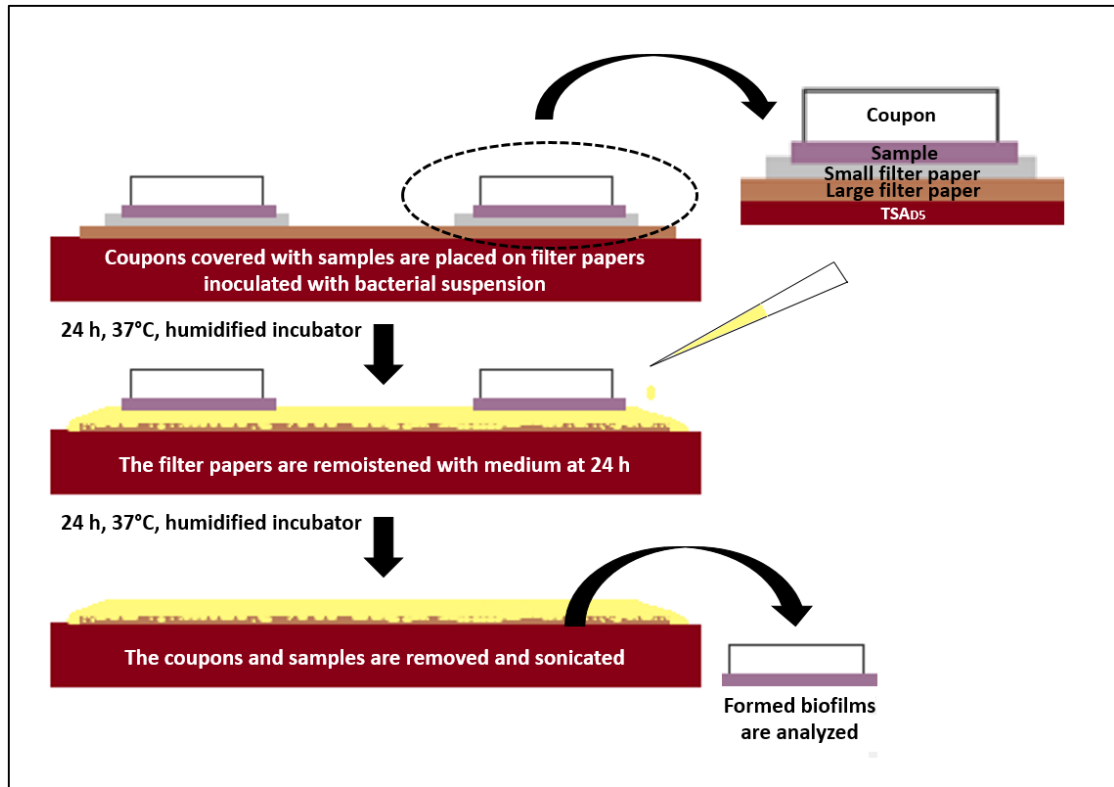 Coupon
Sample
Small filter paper
Large filter paper
TSAD5
Coupons covered with samples are placed on filter papers
inoculated with bacterial suspension
24 h, 37°C, humidified incubator
The filter papers are remoistened with medium at 24 h
24 h, 37°C, humidified incubator
The coupons and samples are removed and sonicated
Formed biofilms
are analyzed